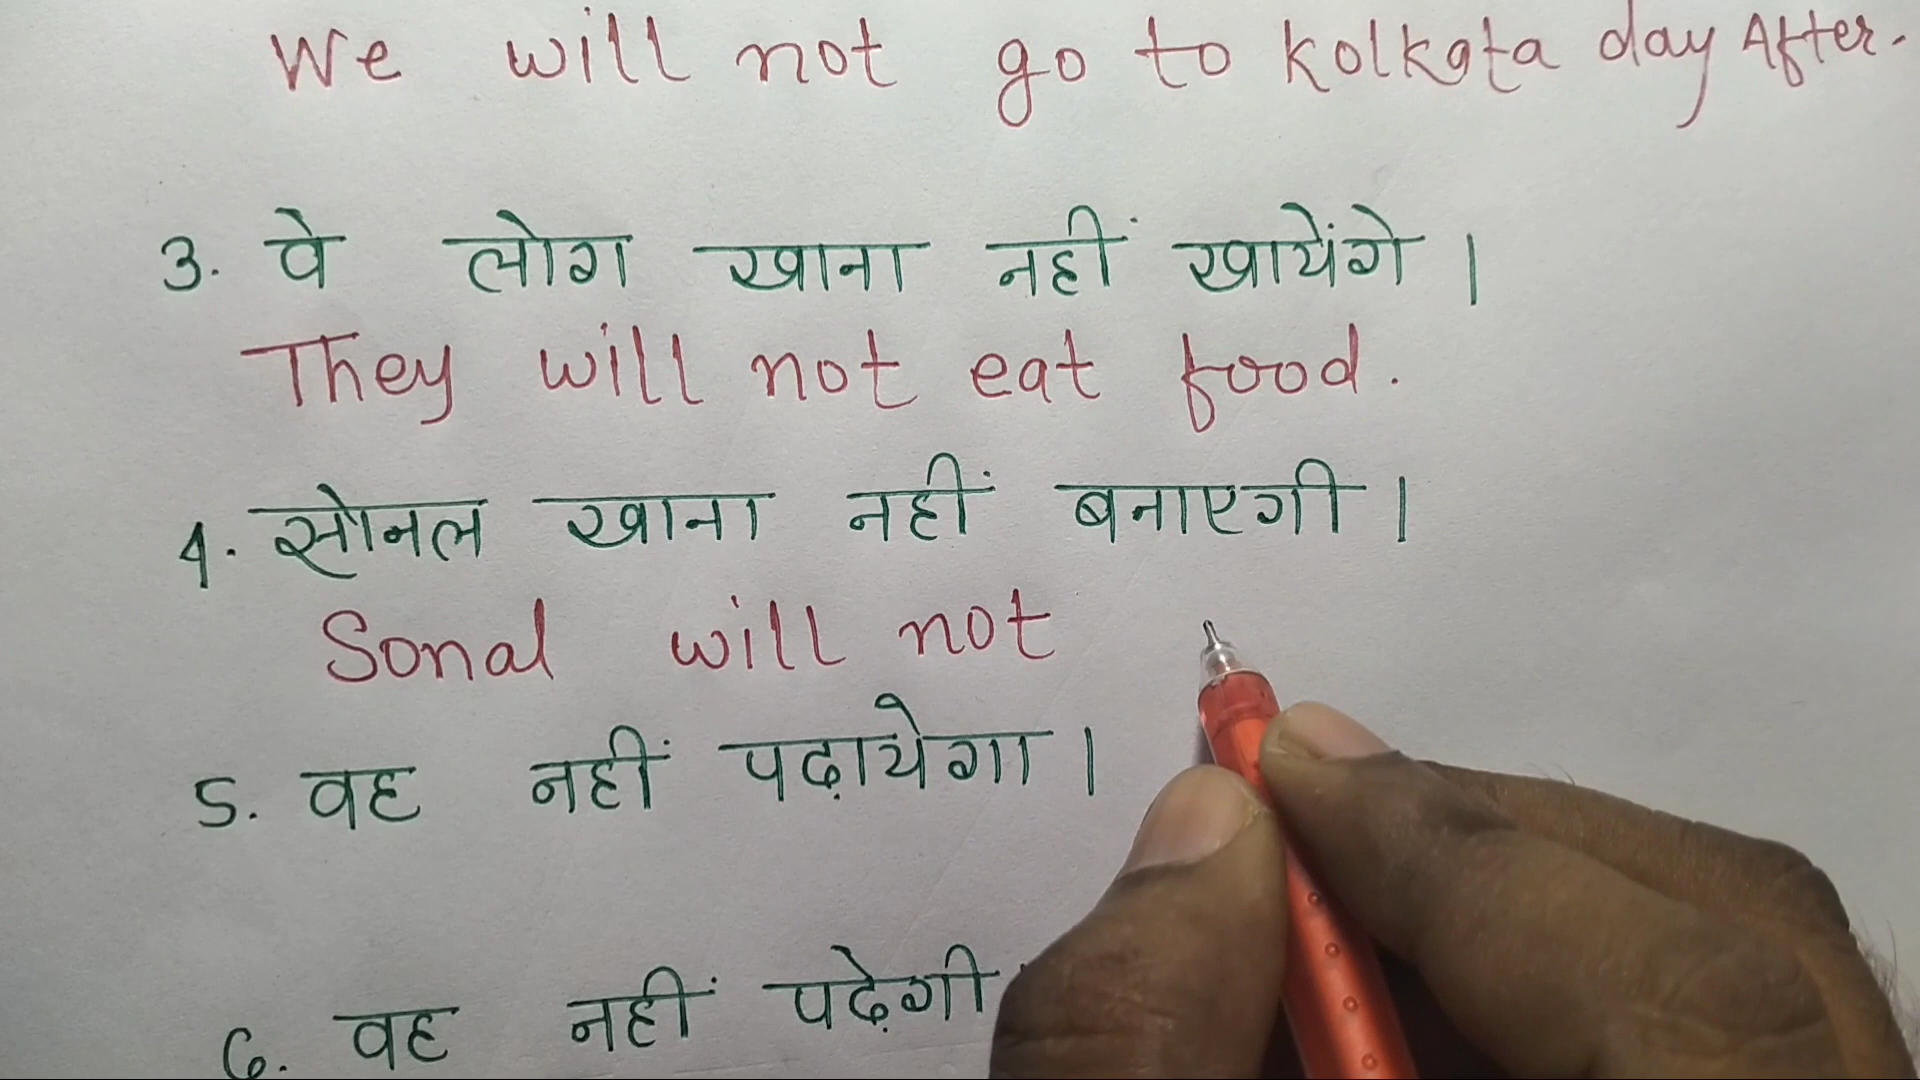 We will not go to Kolkata day After.
3. वे लोग खाना नहीं खायेंगे ।
They will not eat food.
4. सोनल खाना नहीं बनाएगी ।
Sonal will not
5. वह नहीं पढ़ायेगा ।
6. वह नहीं पढ़ेगी